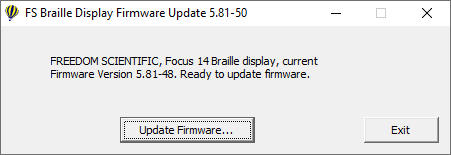 FS Braille Display Firmware Update 5.81-50
FREEDOM SCIENTIFIC, Focus 14 Braille display, current
Firmware Version 5.81-48. Ready to update firmware.
Update Firmware...
Exit